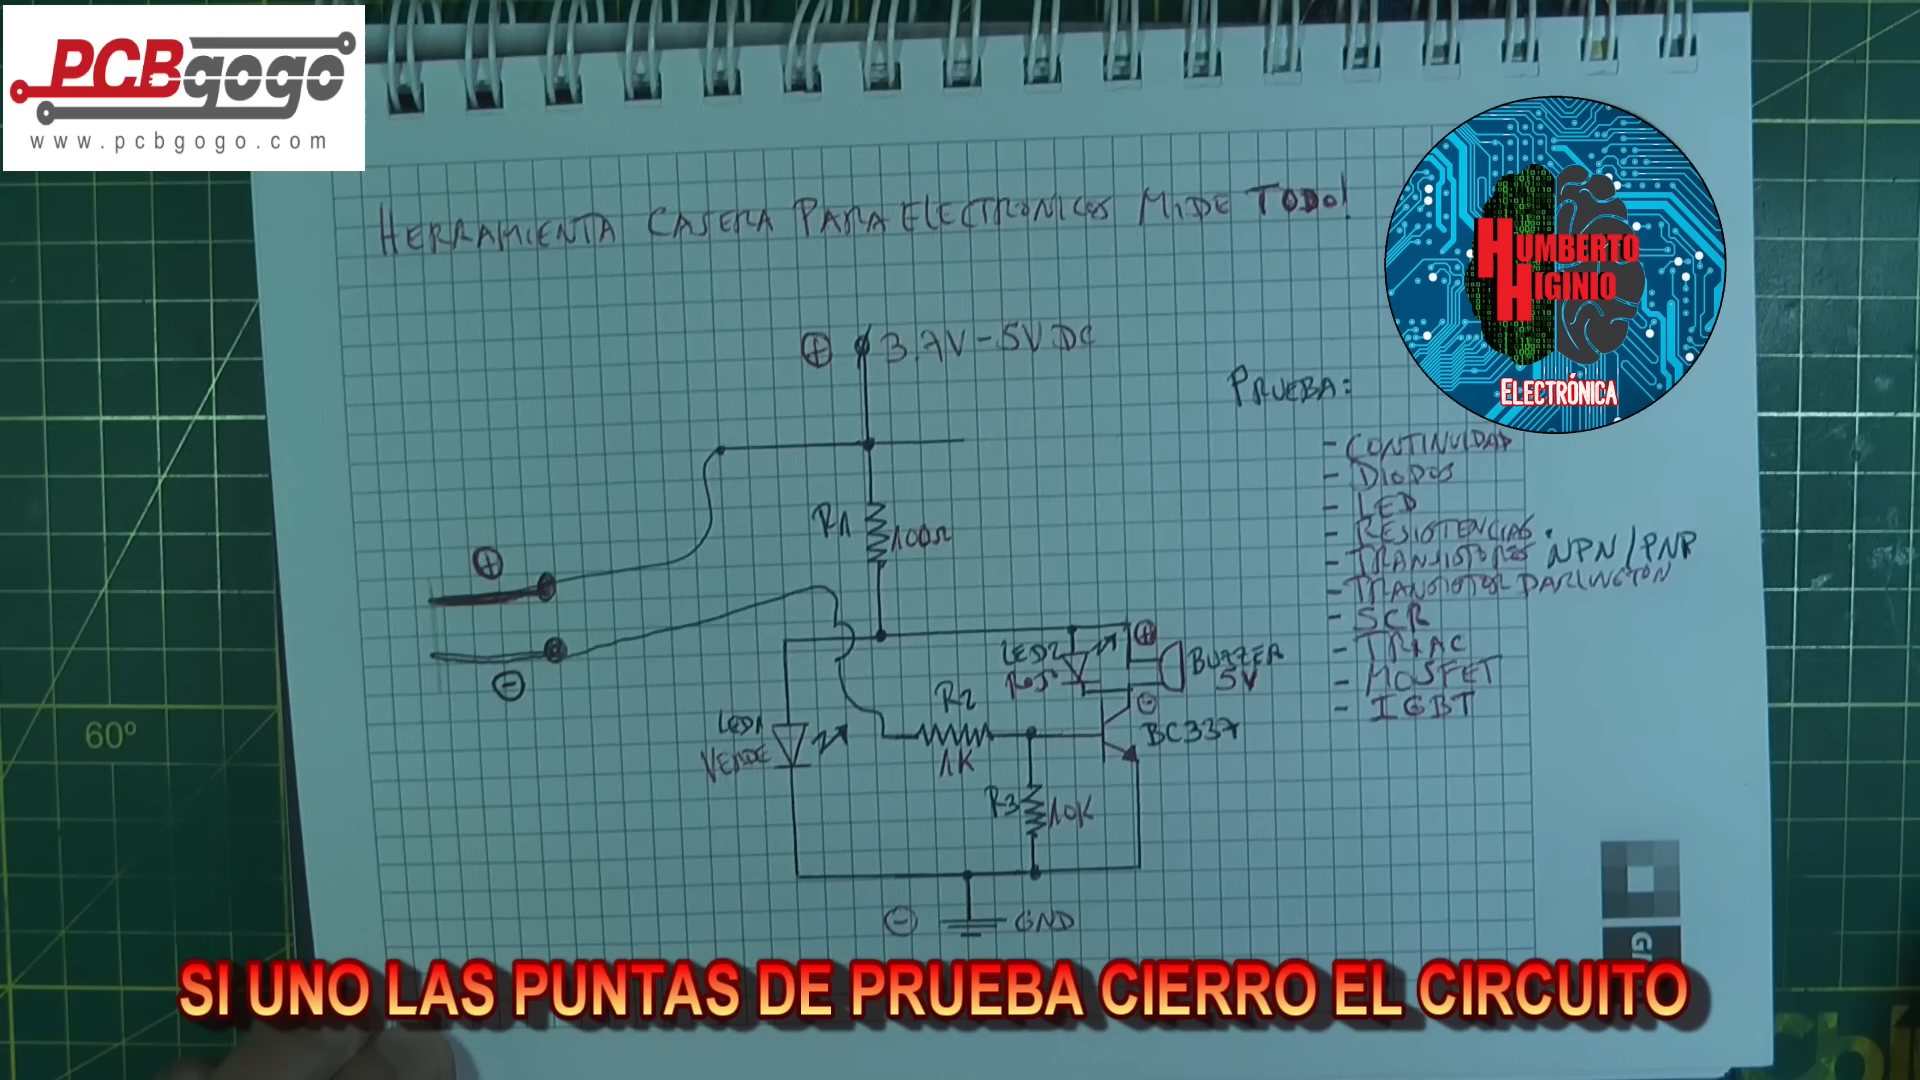 PCBgogo
www.pcbgogo.com
HERRAMIENTA CASERA PARA ELECTRONICOS MIDE TODO!
HUMBERTO
HIGINIO
ELECTRÓNICA
+ 3.7V - 5V DC
PRUEBA:
- CONTINUIDAD
- DIODOS
- LED
- RESISTENCIAS.
- TRANSISTORES NPN/PNP
- TRANSISTOR DARLINGTON
- SCR
- TRIAC
- MOSFET
- IGBT
R1
100Ω
+
-
LED2
ROJO
+
BUZZER
5V
-
R2
1K
BC337
LED1
VERDE
R3
10K
- GND
60º
G
SI UNO LAS PUNTAS DE PRUEBA CIERRO EL CIRCUITO